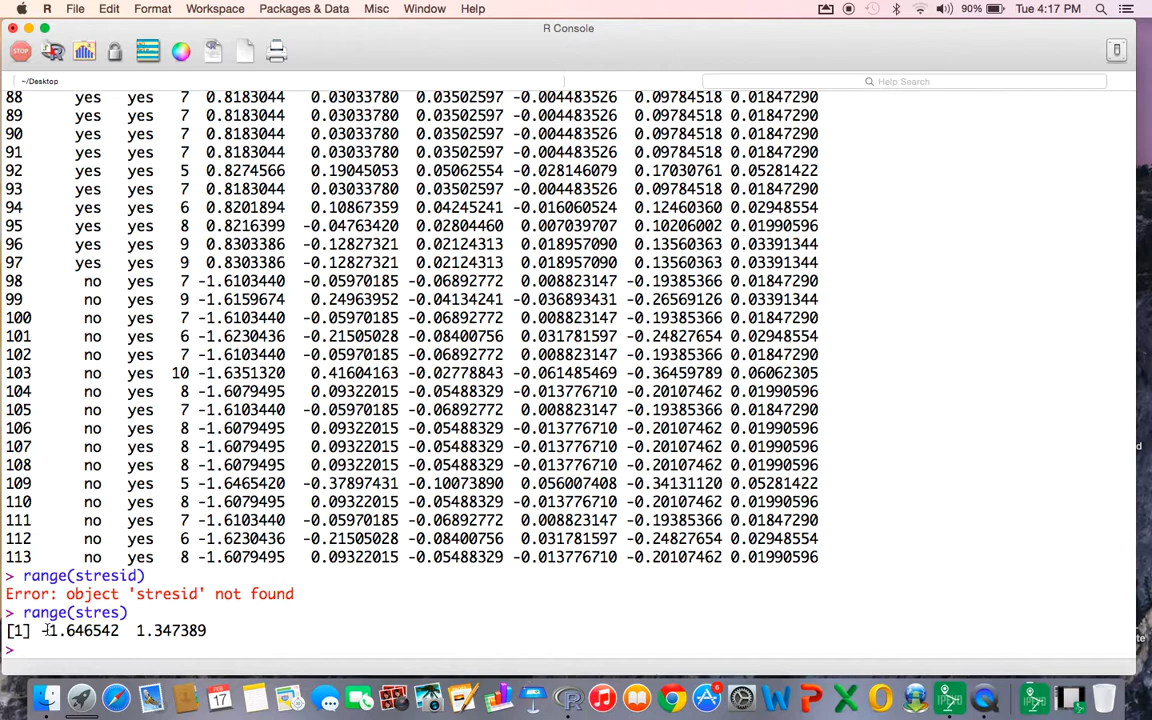 R File Edit Format Workspace Packages & Data Misc Window Help 90% Tue 4:17 PM
R Console
STOP
~/Desktop Help Search
88 yes yes 7 0.8183044 0.03033780 0.03502597 -0.004483526 0.09784518 0.01847290
89 yes yes 7 0.8183044 0.03033780 0.03502597 -0.004483526 0.09784518 0.01847290
90 yes yes 7 0.8183044 0.03033780 0.03502597 -0.004483526 0.09784518 0.01847290
91 yes yes 7 0.8183044 0.03033780 0.03502597 -0.004483526 0.09784518 0.01847290
92 yes yes 5 0.8274566 0.19045053 0.05062554 -0.028146079 0.17030761 0.05281422
93 yes yes 7 0.8183044 0.03033780 0.03502597 -0.004483526 0.09784518 0.01847290
94 yes yes 6 0.8201894 0.10867359 0.04245241 -0.016060524 0.12460360 0.02948554
95 yes yes 8 0.8216399 -0.04763420 0.02804460 0.007039707 0.10206002 0.01990596
96 yes yes 9 0.8303386 -0.12827321 0.02124313 0.018957090 0.13560363 0.03391344
97 yes yes 9 0.8303386 -0.12827321 0.02124313 0.018957090 0.13560363 0.03391344
98 no yes 7 -1.6103440 -0.05970185 -0.06892772 0.008823147 -0.19385366 0.01847290
99 no yes 9 -1.6159674 0.24963952 -0.04134241 -0.036893431 -0.26569126 0.03391344
100 no yes 7 -1.6103440 -0.05970185 -0.06892772 0.008823147 -0.19385366 0.01847290
101 no yes 6 -1.6230436 -0.21505028 -0.08400756 0.031781597 -0.24827654 0.02948554
102 no yes 7 -1.6103440 -0.05970185 -0.06892772 0.008823147 -0.19385366 0.01847290
103 no yes 10 -1.6351320 0.41604163 -0.02778843 -0.061485469 -0.36459789 0.06062305
104 no yes 8 -1.6079495 0.09322015 -0.05488329 -0.013776710 -0.20107462 0.01990596
105 no yes 7 -1.6103440 -0.05970185 -0.06892772 0.008823147 -0.19385366 0.01847290
106 no yes 8 -1.6079495 0.09322015 -0.05488329 -0.013776710 -0.20107462 0.01990596
107 no yes 8 -1.6079495 0.09322015 -0.05488329 -0.013776710 -0.20107462 0.01990596
108 no yes 8 -1.6079495 0.09322015 -0.05488329 -0.013776710 -0.20107462 0.01990596
109 no yes 5 -1.6465420 -0.37897431 -0.10073890 0.056007408 -0.34131120 0.05281422
110 no yes 8 -1.6079495 0.09322015 -0.05488329 -0.013776710 -0.20107462 0.01990596
111 no yes 7 -1.6103440 -0.05970185 -0.06892772 0.008823147 -0.19385366 0.01847290
112 no yes 6 -1.6230436 -0.21505028 -0.08400756 0.031781597 -0.24827654 0.02948554
113 no yes 8 -1.6079495 0.09322015 -0.05488329 -0.013776710 -0.20107462 0.01990596
> range(stresid)
Error: object 'stresid' not found
> range(stres)
[1] -1.646542 1.347389
>